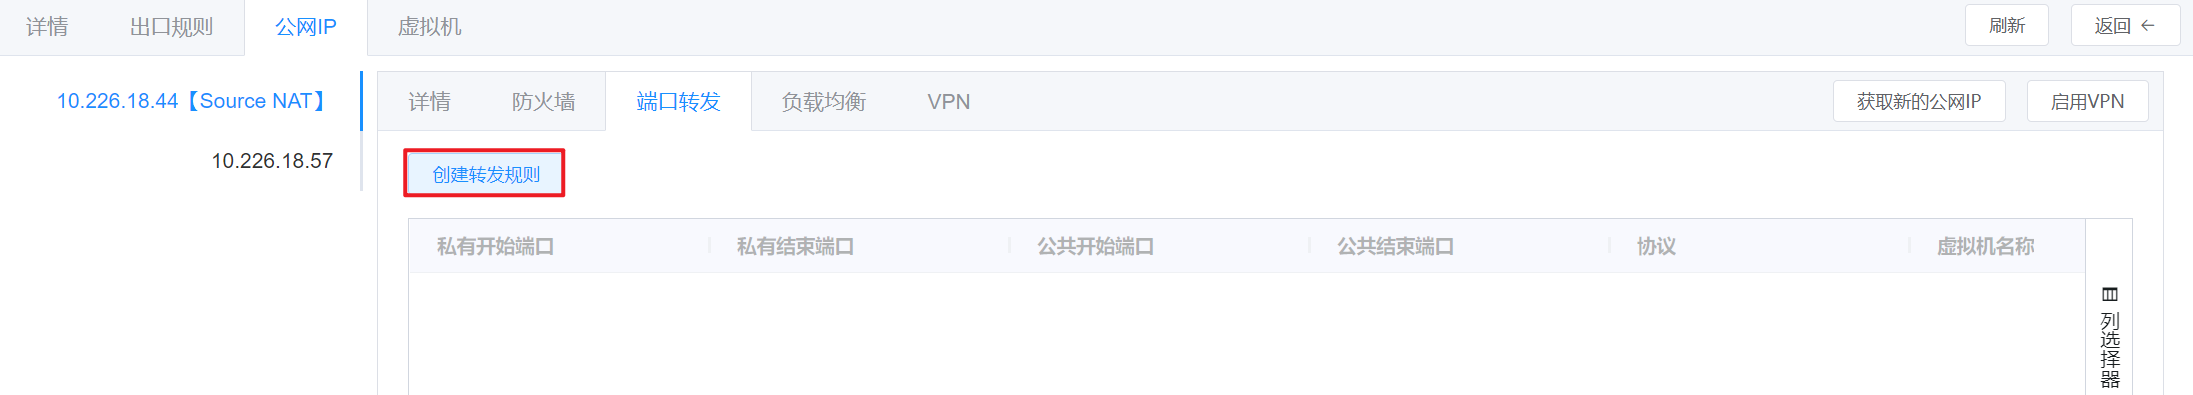 详情 出口规则 公网IP 虚拟机 刷新 返回 ←
10.226.18.44【Source NAT】
10.226.18.57
详情 防火墙 端口转发 负载均衡 VPN 获取新的公网IP 启用VPN
创建转发规则
私有开始端口 私有结束端口 公共开始端口 公共结束端口 协议 虚拟机名称
列选择器